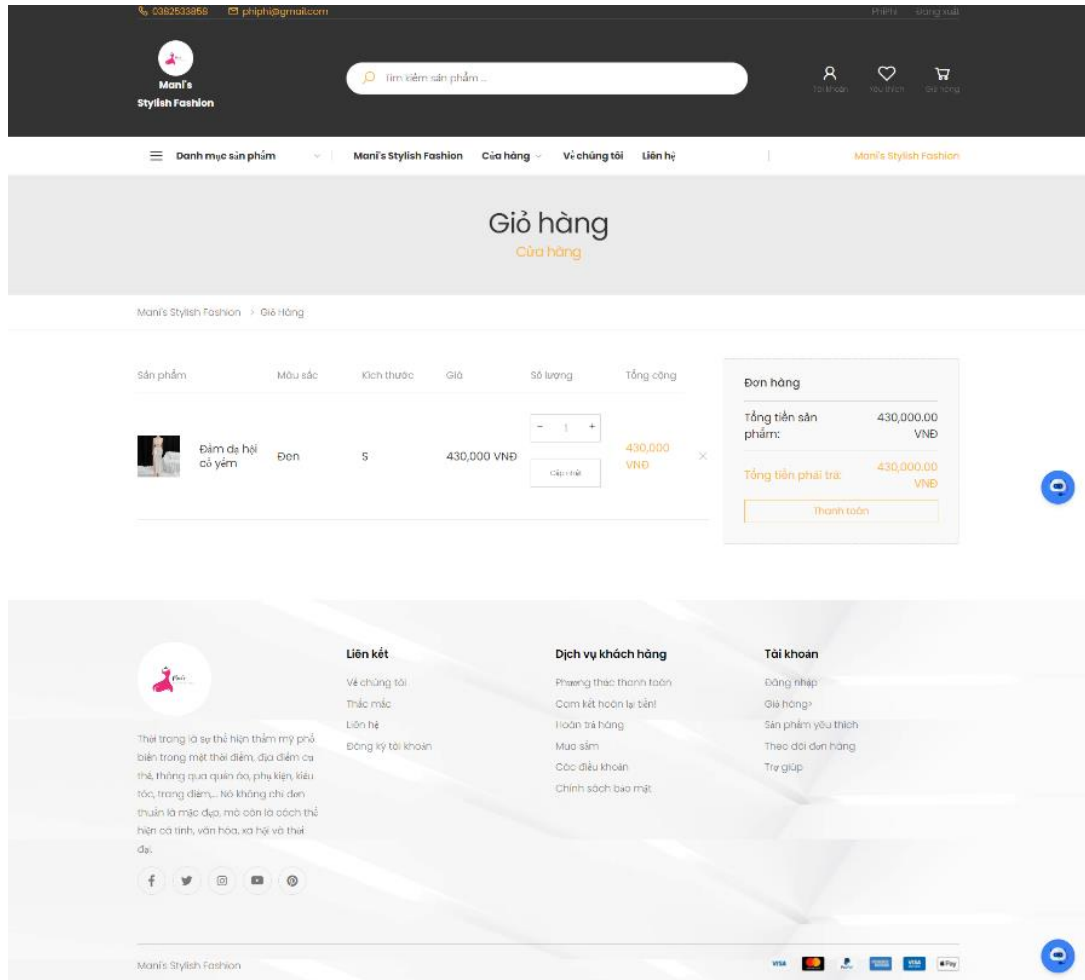 0382533858 phiphi@gmail.com PhiPhi Đăng xuất
Mani's
Stylish Fashion
Tìm kiếm sản phẩm ...
Tài khoản Yêu thích Giỏ hàng
Danh mục sản phẩm Mani's Stylish Fashion Cửa hàng Về chúng tôi Liên hệ Mani's Stylish Fashion
Giỏ hàng
Cửa hàng
Mani's Stylish Fashion > Giỏ Hàng
Sản phẩm Màu sắc Kích thước Giá Số lượng Tổng cộng
Đầm dạ hội
cổ yếm
Đen S 430,000 VNĐ
- 1 +
Cập nhật
430,000
VNĐ
×
Đơn hàng
Tổng tiền sản
phẩm:
430,000.00
VNĐ
Tổng tiền phải trả:
430,000.00
VNĐ
Thanh toán
Thời trang là sự thể hiện thẩm mỹ phổ
biến trong một thời điểm, địa điểm cụ
thể, thông qua quần áo, phụ kiện, kiểu
tóc, trang điểm,... Nó không chỉ đơn
thuần là mặc đẹp, mà còn là cách thể
hiện cá tính, văn hóa, xã hội và thời
đại.
Liên kết
Về chúng tôi
Thắc mắc
Liên hệ
Đăng ký tài khoản
Dịch vụ khách hàng
Phương thức thanh toán
Cam kết hoàn lại tiền!
Hoàn trả hàng
Mua sắm
Các điều khoản
Chính sách bảo mật
Tài khoản
Đăng nhập
Giỏ hàng>
Sản phẩm yêu thích
Theo dõi đơn hàng
Trợ giúp
Mani's Stylish Fashion
VISA PayPal VISA Pay